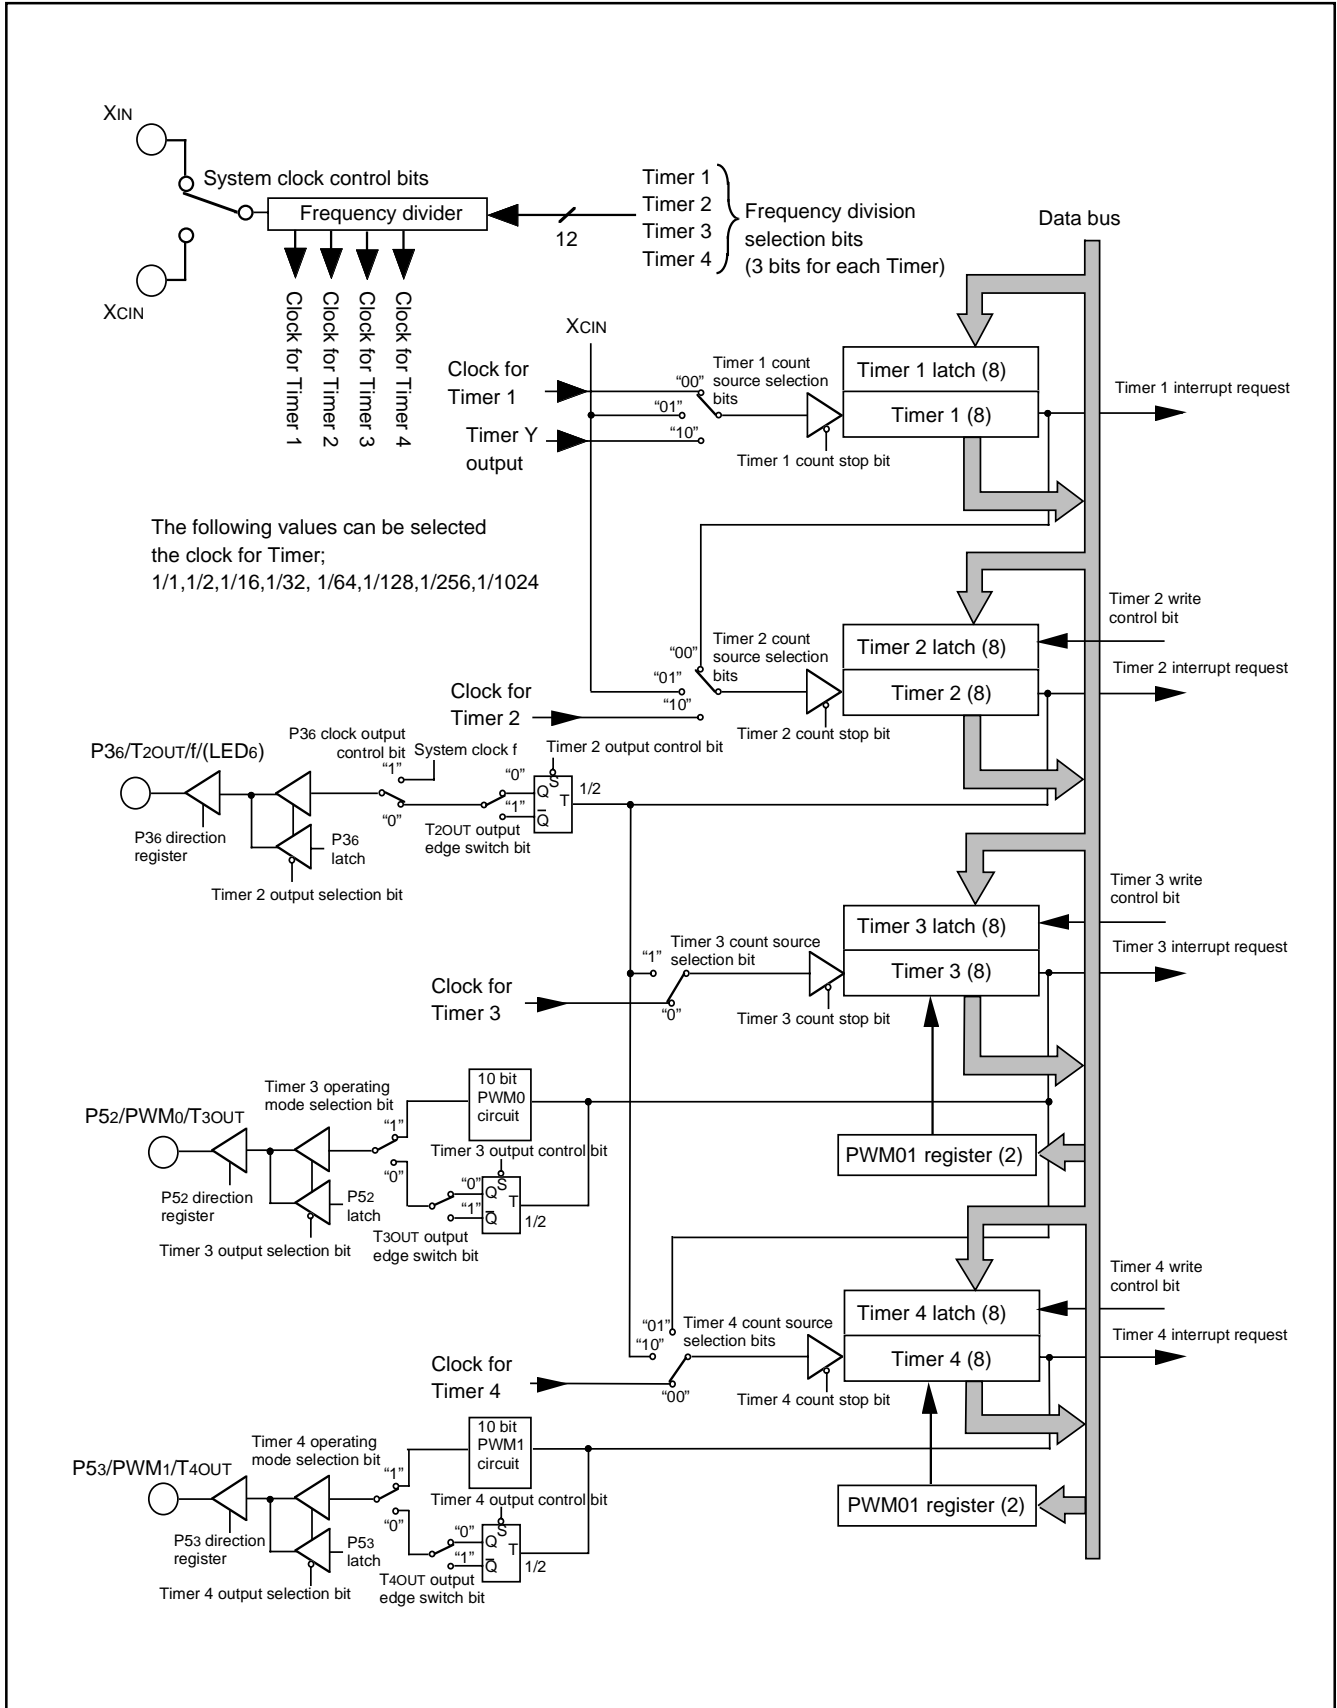 XIN
System clock control bits
Frequency divider
XCIN
12
Timer 1
Timer 2
Timer 3
Timer 4
Frequency division
selection bits
(3 bits for each Timer)
Data bus
Clock for Timer 1
Clock for Timer 2
Clock for Timer 3
Clock for Timer 4
XCIN
Clock for
Timer 1
Timer Y
output
"00"
"01"
"10"
Timer 1 count
source selection
bits
Timer 1 count stop bit
Timer 1 latch (8)
Timer 1 (8)
Timer 1 interrupt request
The following values can be selected
the clock for Timer;
1/1,1/2,1/16,1/32, 1/64,1/128,1/256,1/1024
"00"
"01"
"10"
Timer 2 count
source selection
bits
Clock for
Timer 2
Timer 2 count stop bit
Timer 2 latch (8)
Timer 2 (8)
Timer 2 write
control bit
Timer 2 interrupt request
P36/T2OUT/f/(LED6)
P36 clock output
control bit
"1"
System clock f
"0"
Timer 2 output control bit
"0"
"1"
Q
S
T
Q̅
1/2
T2OUT output
edge switch bit
P36 direction
register
P36
latch
Timer 2 output selection bit
"1"
Timer 3 count source
selection bit
Clock for
Timer 3
"0"
Timer 3 count stop bit
Timer 3 latch (8)
Timer 3 (8)
Timer 3 write
control bit
Timer 3 interrupt request
PWM01 register (2)
P52/PWM0/T3OUT
Timer 3 operating
mode selection bit
"1"
"0"
10 bit
PWM0
circuit
Timer 3 output control bit
"0"
"1"
Q
S
T
Q̅
1/2
T3OUT output
edge switch bit
P52 direction
register
P52
latch
Timer 3 output selection bit
"01"
"10"
Timer 4 count source
selection bits
Clock for
Timer 4
"00"
Timer 4 count stop bit
Timer 4 latch (8)
Timer 4 (8)
Timer 4 write
control bit
Timer 4 interrupt request
PWM01 register (2)
P53/PWM1/T4OUT
Timer 4 operating
mode selection bit
"1"
"0"
10 bit
PWM1
circuit
Timer 4 output control bit
"0"
"1"
Q
S
T
Q̅
1/2
T4OUT output
edge switch bit
P53 direction
register
P53
latch
Timer 4 output selection bit